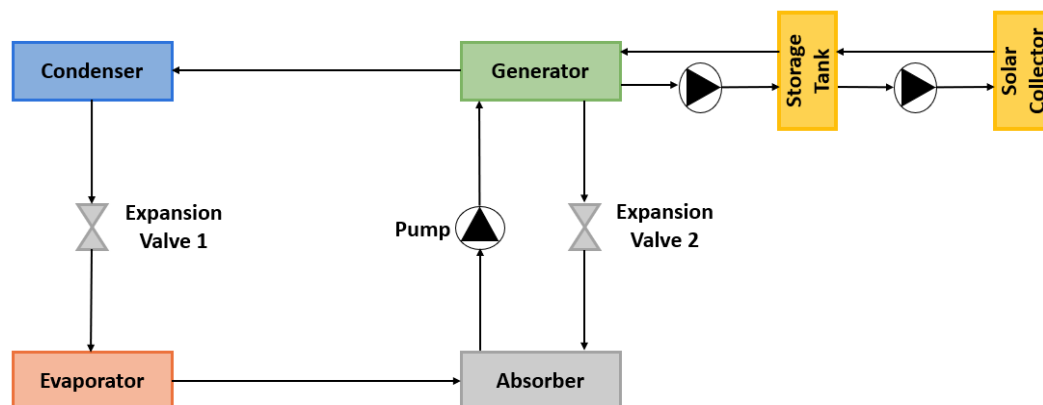 Condenser
Generator
Storage
Tank
Solar
Collector
Expansion
Valve 1
Pump
Expansion
Valve 2
Evaporator
Absorber